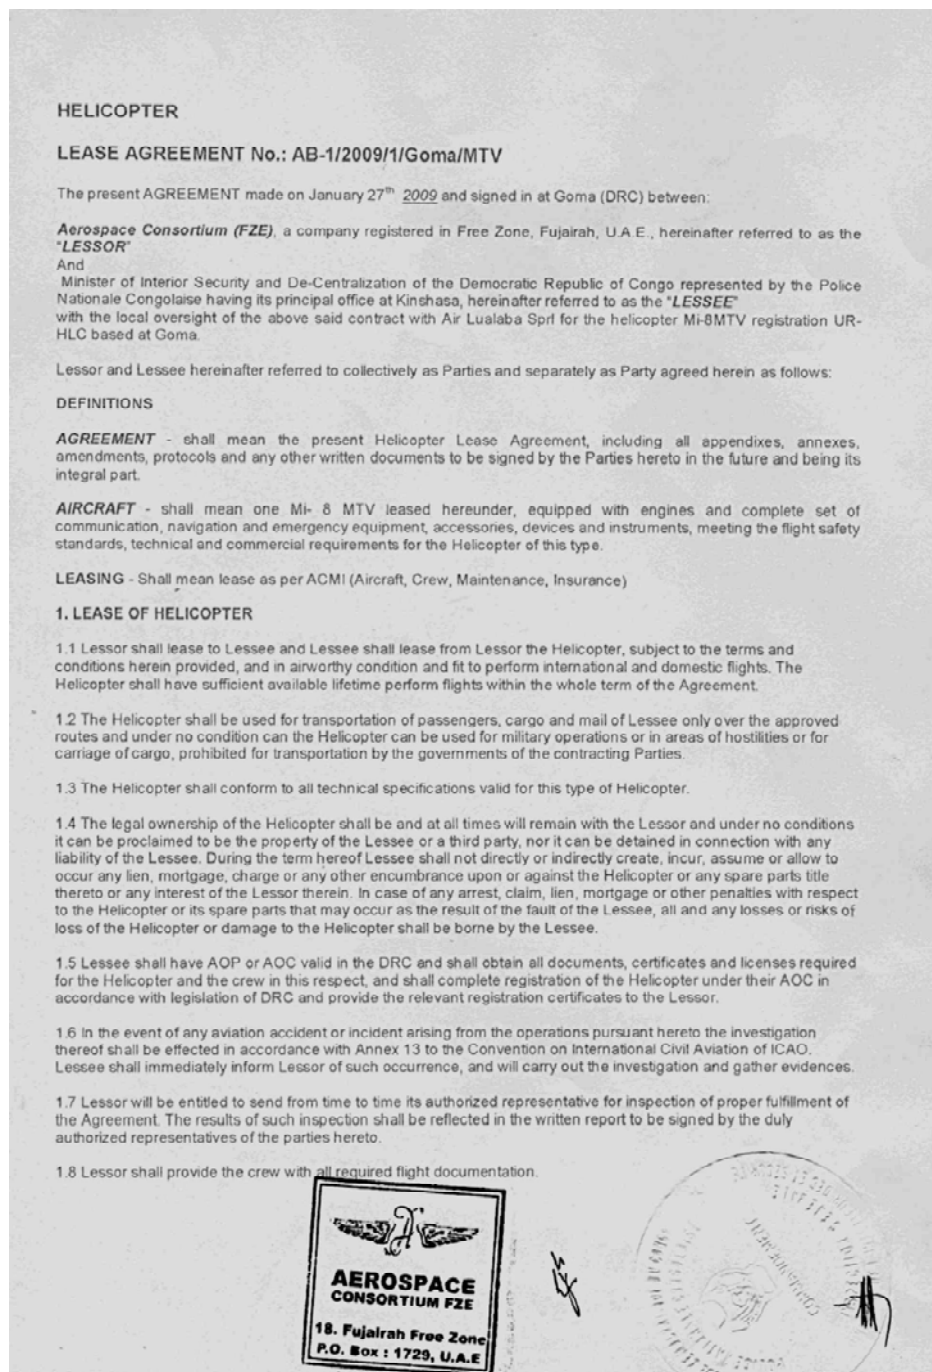 HELICOPTER
LEASE AGREEMENT No.: AB-1/2009/1/Goma/MTV
The present AGREEMENT made on January 27th 2009 and signed in at Goma (DRC) between:
Aerospace Consortium (FZE), a company registered in Free Zone, Fujairah, U.A.E., hereinafter referred to as the
"LESSOR"
And
Minister of Interior Security and De-Centralization of the Democratic Republic of Congo represented by the Police
Nationale Congolaise having its principal office at Kinshasa, hereinafter referred to as the "LESSEE"
with the local oversight of the above said contract with Air Lualaba Sprl for the helicopter Mi-8MTV registration UR-
HLC based at Goma.
Lessor and Lessee hereinafter referred to collectively as Parties and separately as Party agreed herein as follows:
DEFINITIONS
AGREEMENT - shall mean the present Helicopter Lease Agreement, including all appendixes, annexes,
amendments, protocols and any other written documents to be signed by the Parties hereto in the future and being its
integral part.
AIRCRAFT - shall mean one Mi- 8 MTV leased hereunder, equipped with engines and complete set of
communication, navigation and emergency equipment, accessories, devices and instruments, meeting the flight safety
standards, technical and commercial requirements for the Helicopter of this type.
LEASING - Shall mean lease as per ACMI (Aircraft, Crew, Maintenance, Insurance)
1. LEASE OF HELICOPTER
1.1 Lessor shall lease to Lessee and Lessee shall lease from Lessor the Helicopter, subject to the terms and
conditions herein provided, and in airworthy condition and fit to perform international and domestic flights. The
Helicopter shall have sufficient available lifetime perform flights within the whole term of the Agreement.
1.2 The Helicopter shall be used for transportation of passengers, cargo and mail of Lessee only over the approved
routes and under no condition can the Helicopter can be used for military operations or in areas of hostilities or for
carriage of cargo, prohibited for transportation by the governments of the contracting Parties.
1.3 The Helicopter shall conform to all technical specifications valid for this type of Helicopter.
1.4 The legal ownership of the Helicopter shall be and at all times will remain with the Lessor and under no conditions
it can be proclaimed to be the property of the Lessee or a third party, nor it can be detained in connection with any
liability of the Lessee. During the term hereof Lessee shall not directly or indirectly create, incur, assume or allow to
occur any lien, mortgage, charge or any other encumbrance upon or against the Helicopter or any spare parts title
thereto or any interest of the Lessor therein. In case of any arrest, claim, lien, mortgage or other penalties with respect
to the Helicopter or its spare parts that may occur as the result of the fault of the Lessee, all and any losses or risks of
loss of the Helicopter or damage to the Helicopter shall be borne by the Lessee.
1.5 Lessee shall have AOP or AOC valid in the DRC and shall obtain all documents, certificates and licenses required
for the Helicopter and the crew in this respect, and shall complete registration of the Helicopter under their AOC in
accordance with legislation of DRC and provide the relevant registration certificates to the Lessor.
1.6 In the event of any aviation accident or incident arising from the operations pursuant hereto the investigation
thereof shall be effected in accordance with Annex 13 to the Convention on International Civil Aviation of ICAO.
Lessee shall immediately inform Lessor of such occurrence, and will carry out the investigation and gather evidences.
1.7 Lessor will be entitled to send from time to time its authorized representative for inspection of proper fulfillment of
the Agreement. The results of such inspection shall be reflected in the written report to be signed by the duly
authorized representatives of the parties hereto.
1.8 Lessor shall provide the crew with all required flight documentation.
AEROSPACE
CONSORTIUM FZE
18. Fujairah Free Zone
P.O. Box : 1729, U.A.E